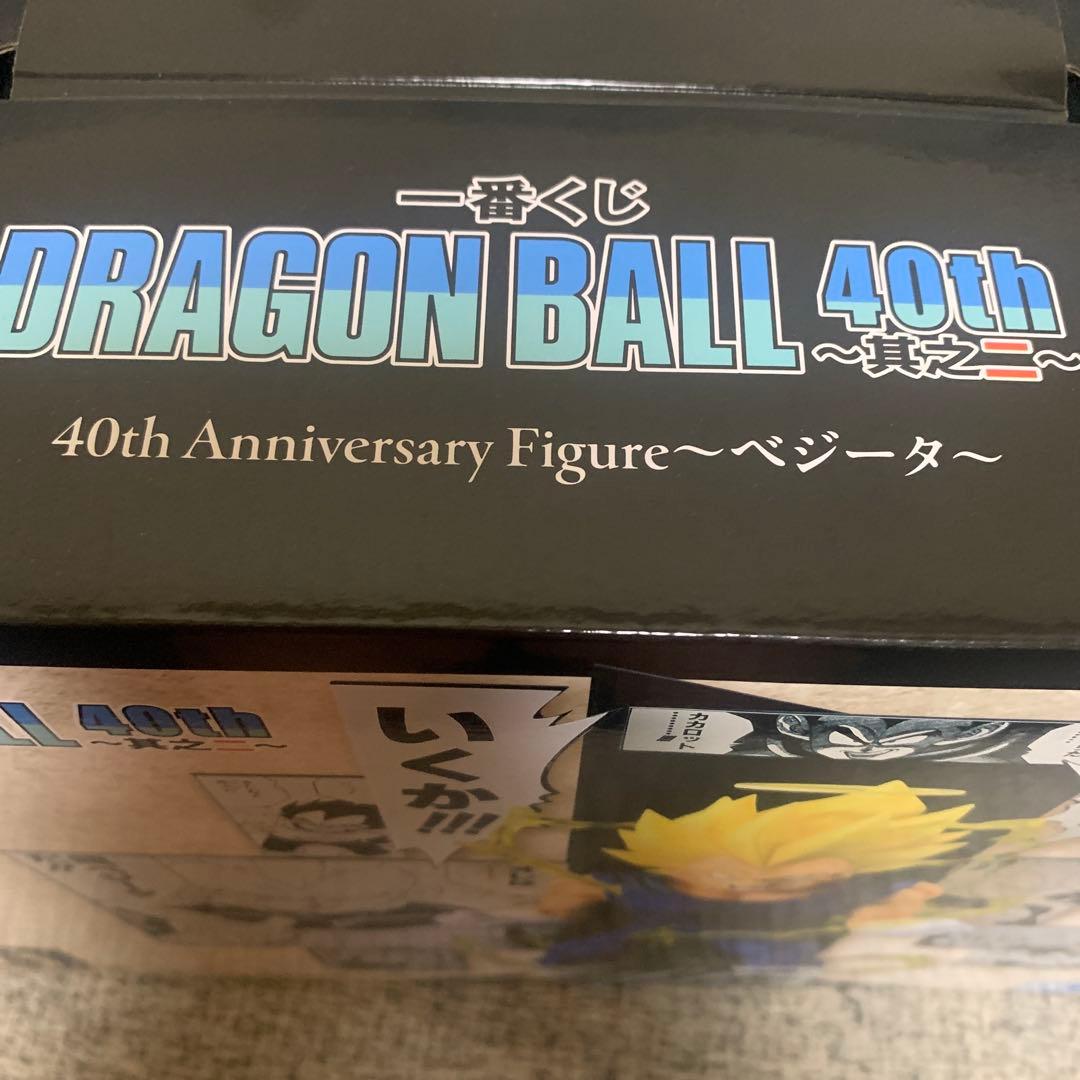 一番くじ
DRAGON BALL 40th
～其之二～
40th Anniversary Figure～ベジータ～
LL 40th
～其之二～
いくか!!!
カカロット